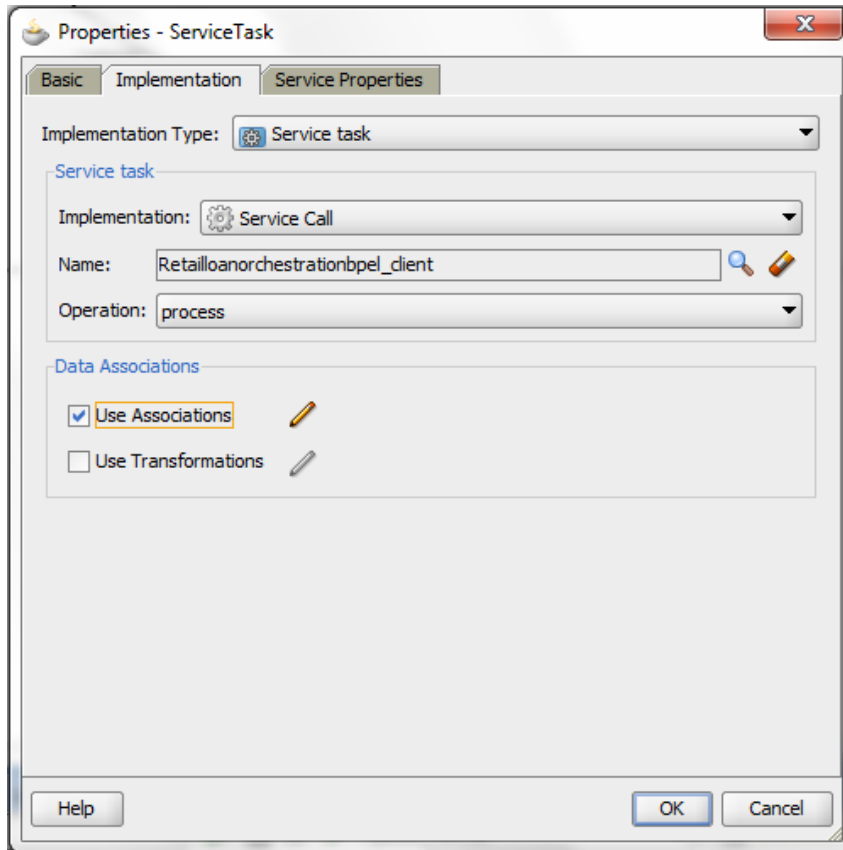 Properties - ServiceTask
Basic Implementation Service Properties
Implementation Type: Service task
Service task
Implementation: Service Call
Name: Retailloanorchestrationbpel_client
Operation: process
Data Associations
Use Associations
Use Transformations
Help OK Cancel